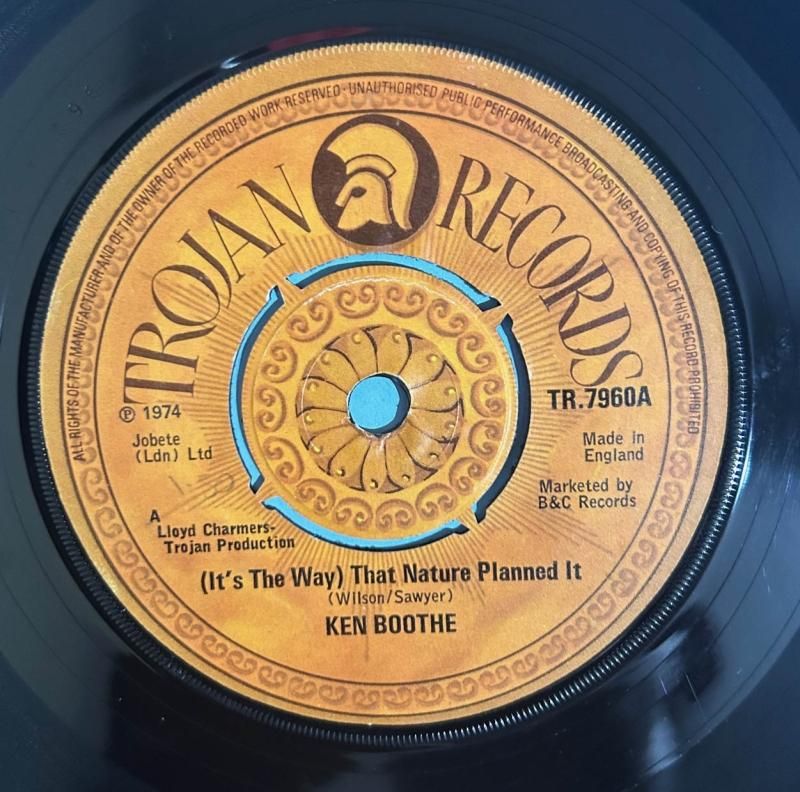 ALL RIGHTS OF THE MANUFACTURER AND OF THE OWNER OF THE RECORDED WORK RESERVED · UNAUTHORISED PUBLIC PERFORMANCE BROADCASTING AND COPYING OF THIS RECORD PROHIBITED
TROJAN RECORDS
℗ 1974
Jobete
(Ldn) Ltd
TR.7960A
Made in
England
Marketed by
B&C Records
A
Lloyd Charmers-
Trojan Production
(It's The Way) That Nature Planned It
(Wilson/Sawyer)
KEN BOOTHE